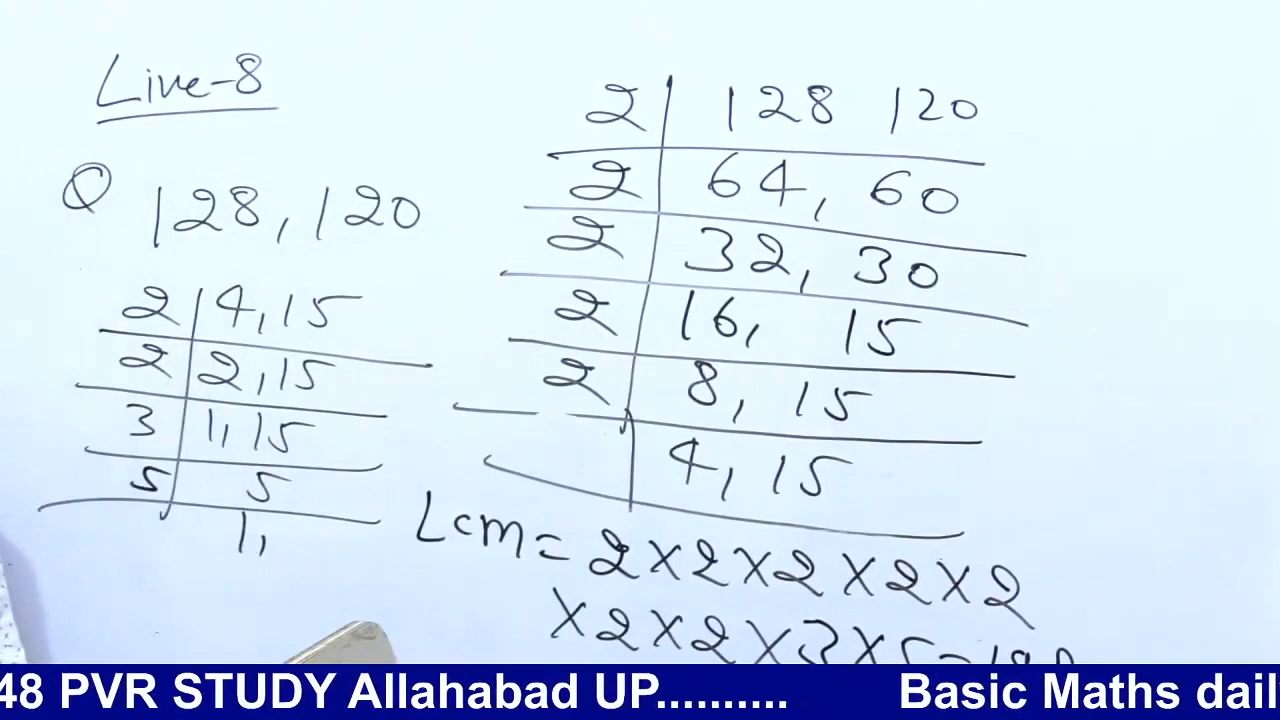 Live-8
Q 128, 120
2 | 4, 15
2 | 2, 15
3 | 1, 15
5 | 5
1,
2 | 128 120
2 | 64, 60
2 | 32, 30
2 | 16, 15
2 | 8, 15
4, 15
Lcm = 2×2×2×2×2
×2×2×3×5=
48 PVR STUDY Allahabad UP.......... Basic Maths dail